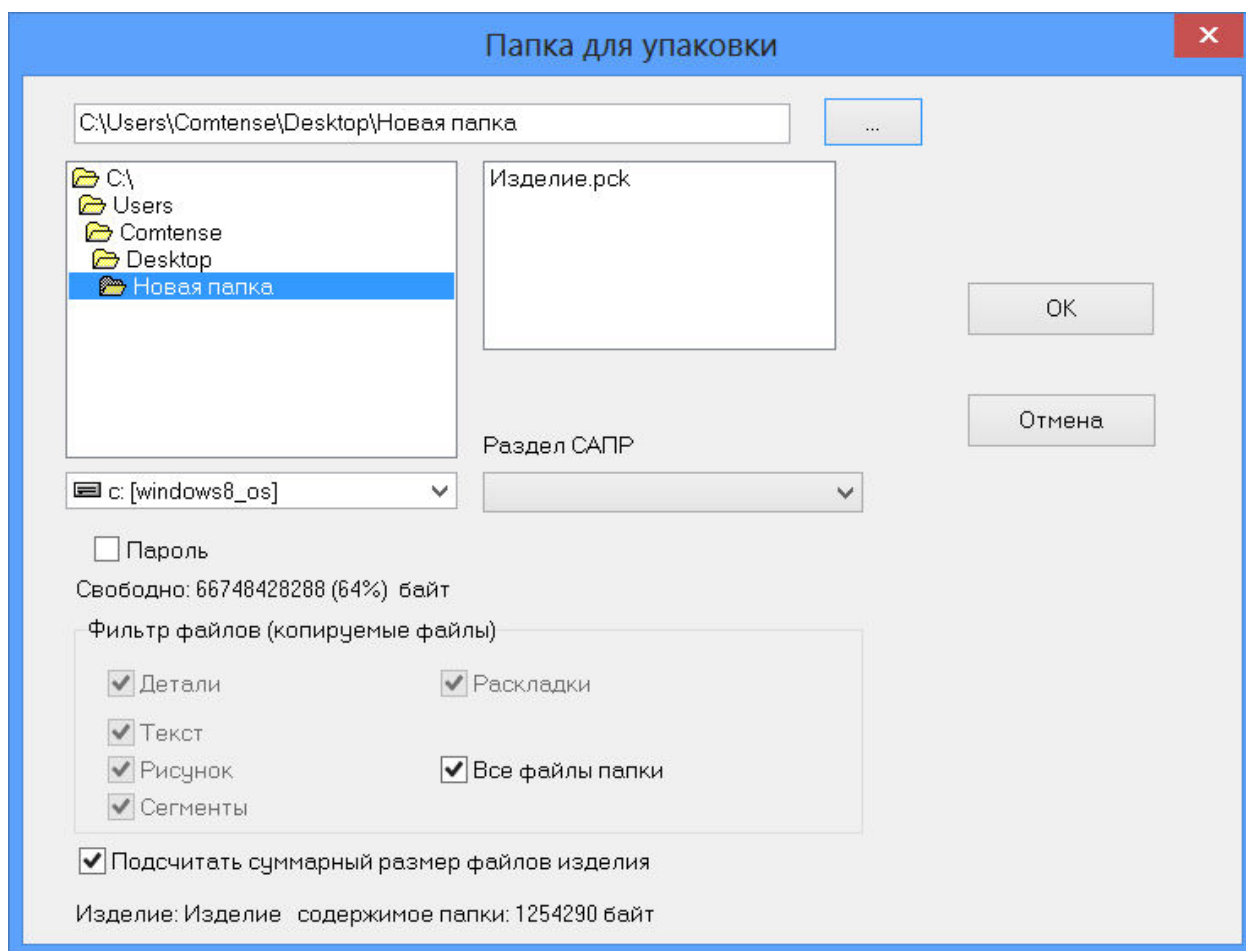 Папка для упаковки
C:\Users\Comtense\Desktop\Новая папка
...
C:\
Users
Comtense
Desktop
Новая папка
Изделие.pck
OK
Отмена
Раздел САПР
c: [windows8_os]
Пароль
Свободно: 66748428288 (64%) байт
Фильтр файлов (копируемые файлы)
Детали
Раскладки
Текст
Рисунок
Все файлы папки
Сегменты
Подсчитать суммарный размер файлов изделия
Изделие: Изделие содержимое папки: 1254290 байт